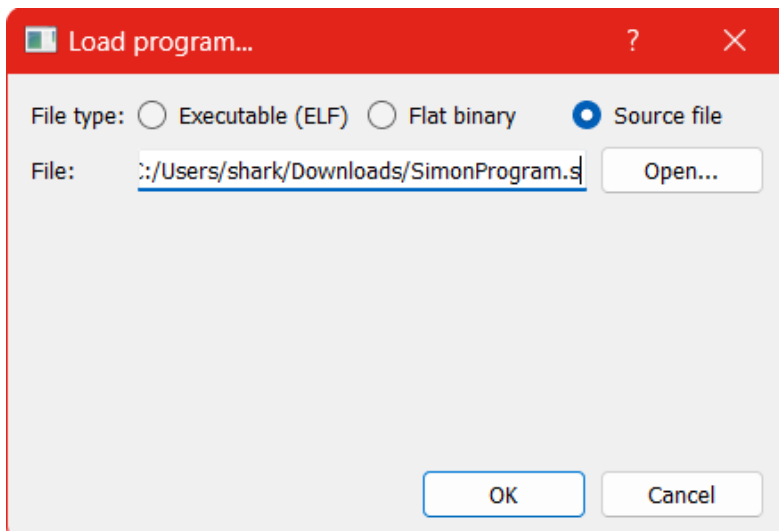 Load program... ?
File type: Executable (ELF) Flat binary Source file
File: :/Users/shark/Downloads/SimonProgram.s Open...
OK Cancel